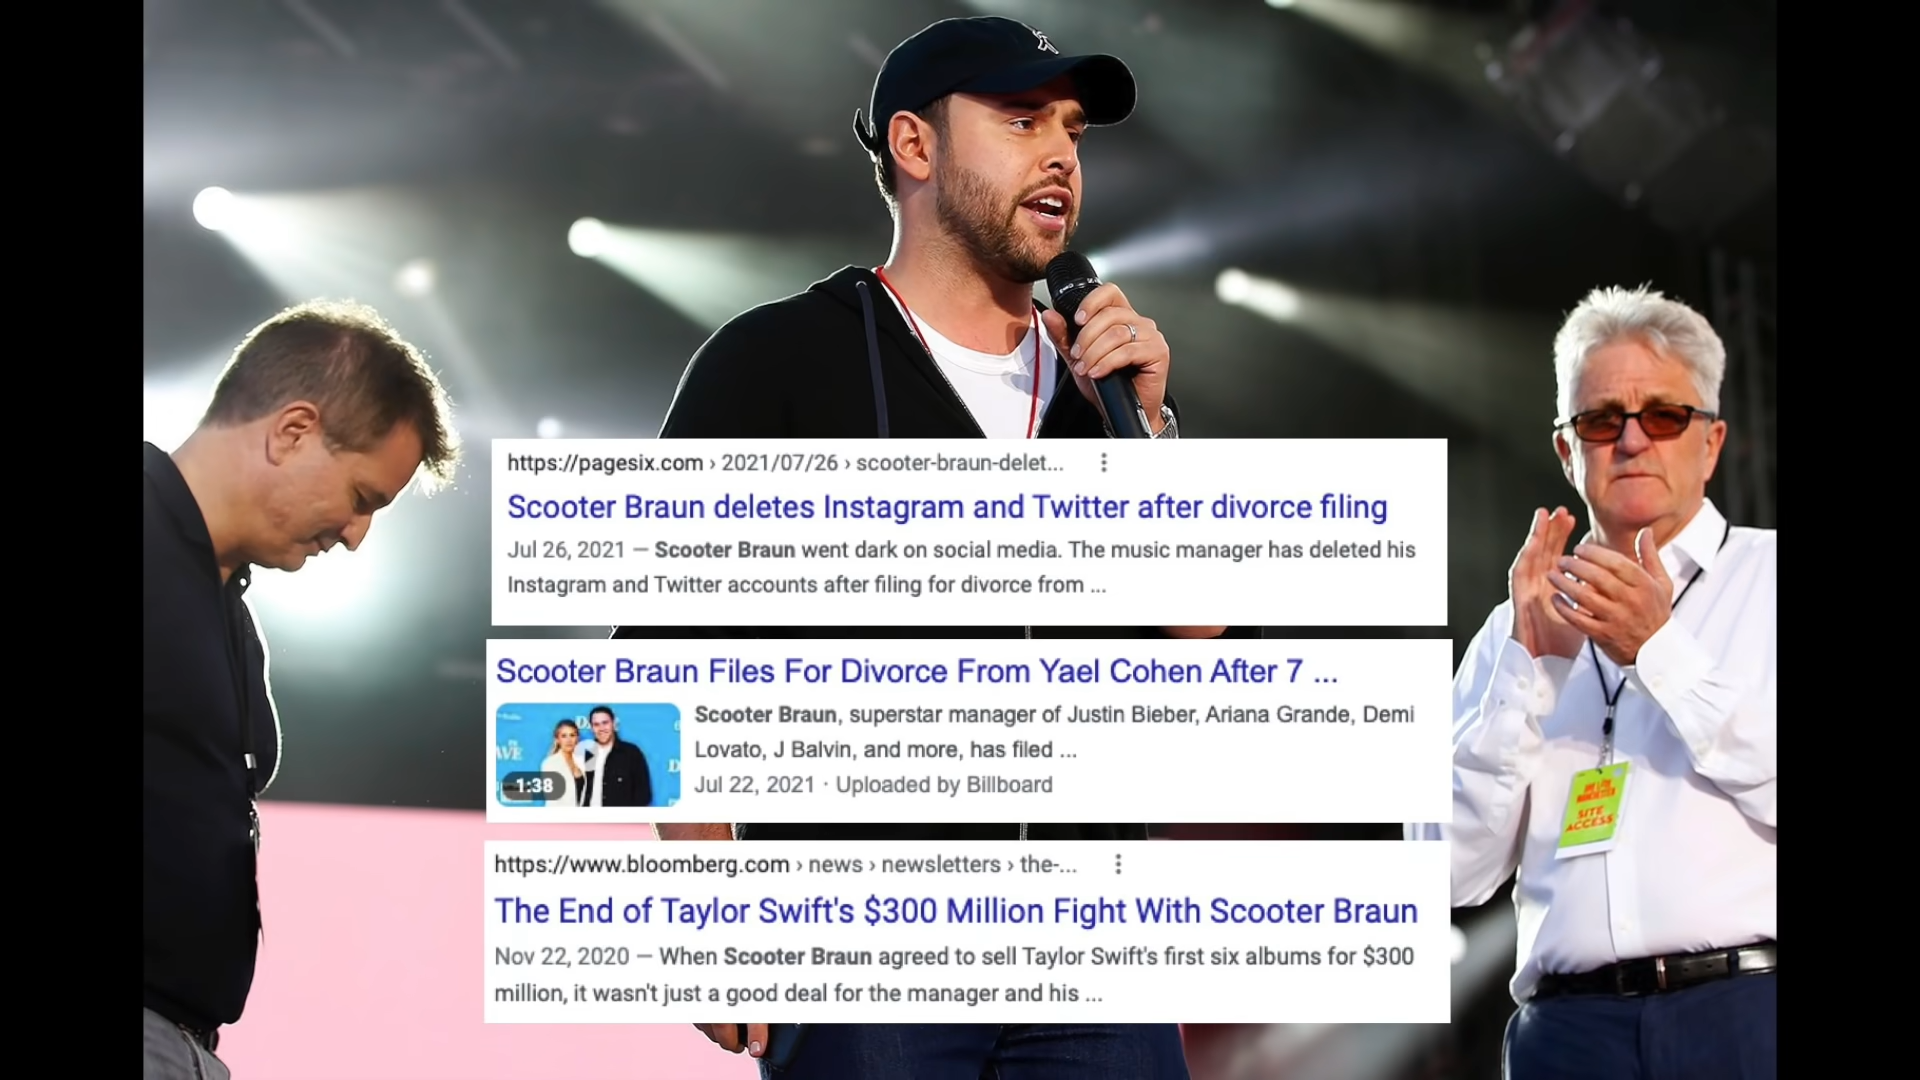 https://pagesix.com › 2021/07/26 › scooter-braun-delet...
Scooter Braun deletes Instagram and Twitter after divorce filing
Jul 26, 2021 — Scooter Braun went dark on social media. The music manager has deleted his
Instagram and Twitter accounts after filing for divorce from ...
Scooter Braun Files For Divorce From Yael Cohen After 7 ...
Scooter Braun, superstar manager of Justin Bieber, Ariana Grande, Demi
Lovato, J Balvin, and more, has filed ...
1:38
Jul 22, 2021 · Uploaded by Billboard
SITE
ACCESS
https://www.bloomberg.com › news › newsletters › the-...
The End of Taylor Swift's $300 Million Fight With Scooter Braun
Nov 22, 2020 — When Scooter Braun agreed to sell Taylor Swift's first six albums for $300
million, it wasn't just a good deal for the manager and his ...